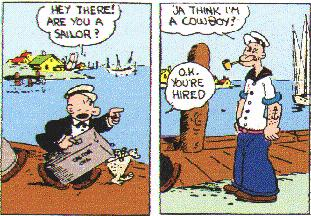 HEY THERE!
ARE YOU A
SAILOR?
'JA THINK I'M
A COWBOY?
O.K.
YOU'RE
HIRED